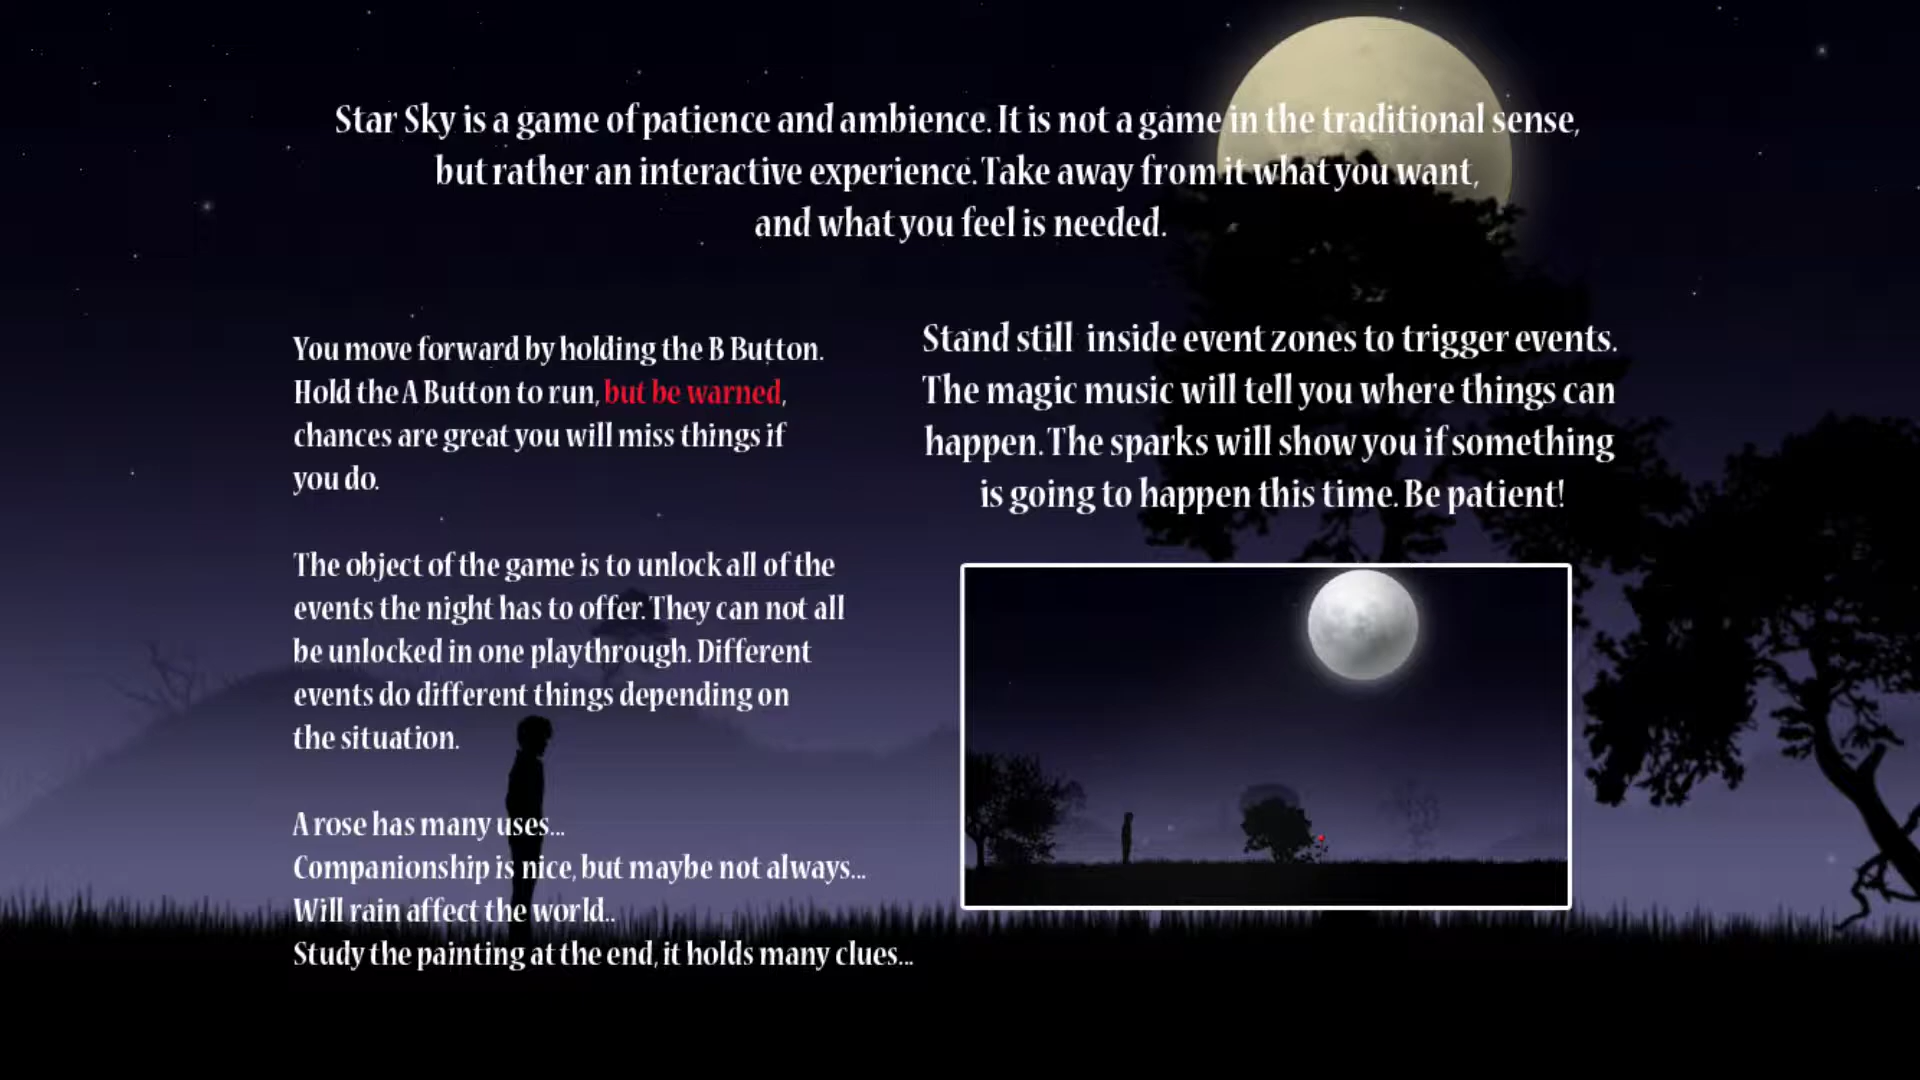 Star Sky is a game of patience and ambience. It is not a game in the traditional sense,
but rather an interactive experience. Take away from it what you want,
and what you feel is needed.
You move forward by holding the B Button.
Hold the A Button to run, but be warned,
chances are great you will miss things if
you do.
The object of the game is to unlock all of the
events the night has to offer. They can not all
be unlocked in one playthrough. Different
events do different things depending on
the situation.
A rose has many uses...
Companionship is nice, but maybe not always...
Will rain affect the world..
Study the painting at the end, it holds many clues...
Stand still inside event zones to trigger events.
The magic music will tell you where things can
happen. The sparks will show you if something
is going to happen this time. Be patient!